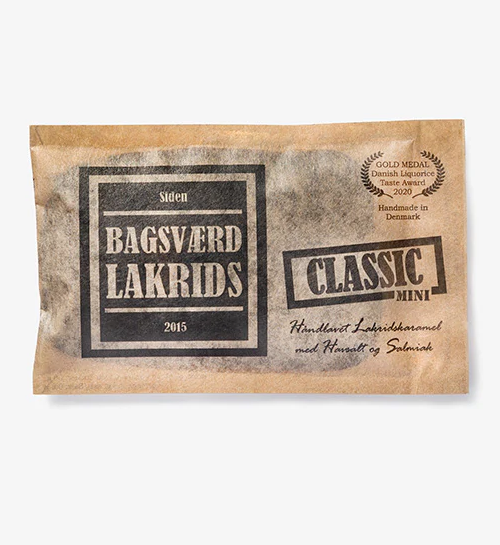 Siden
BAGSVÆRD
LAKRIDS
2015
GOLD MEDAL
Danish Liquorice
Taste Award
2020
Handmade in
Denmark
CLASSIC
MINI
Håndlavet Lakridskaramel
med Havsalt og Salmiak